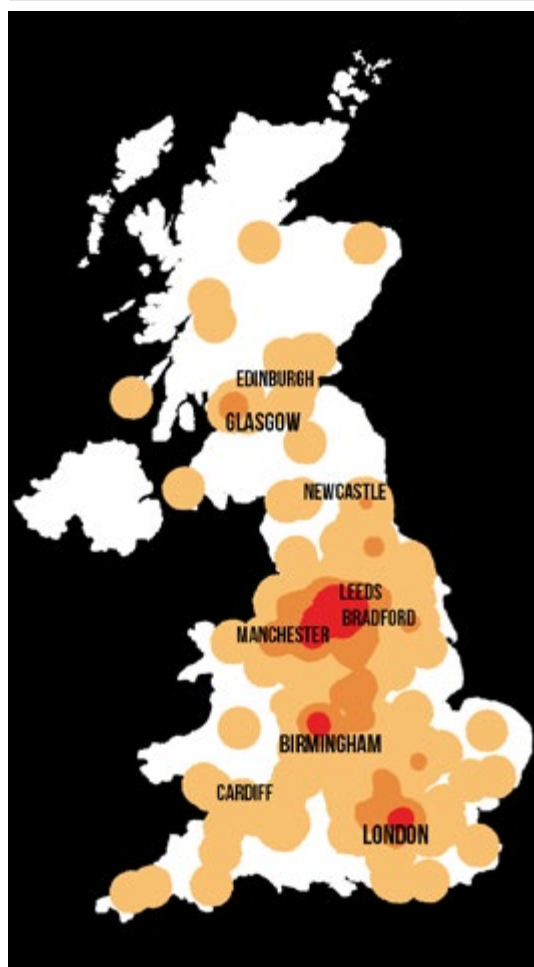 EDINBURGH
GLASGOW
NEWCASTLE
LEEDS
BRADFORD
MANCHESTER
BIRMINGHAM
CARDIFF
LONDON